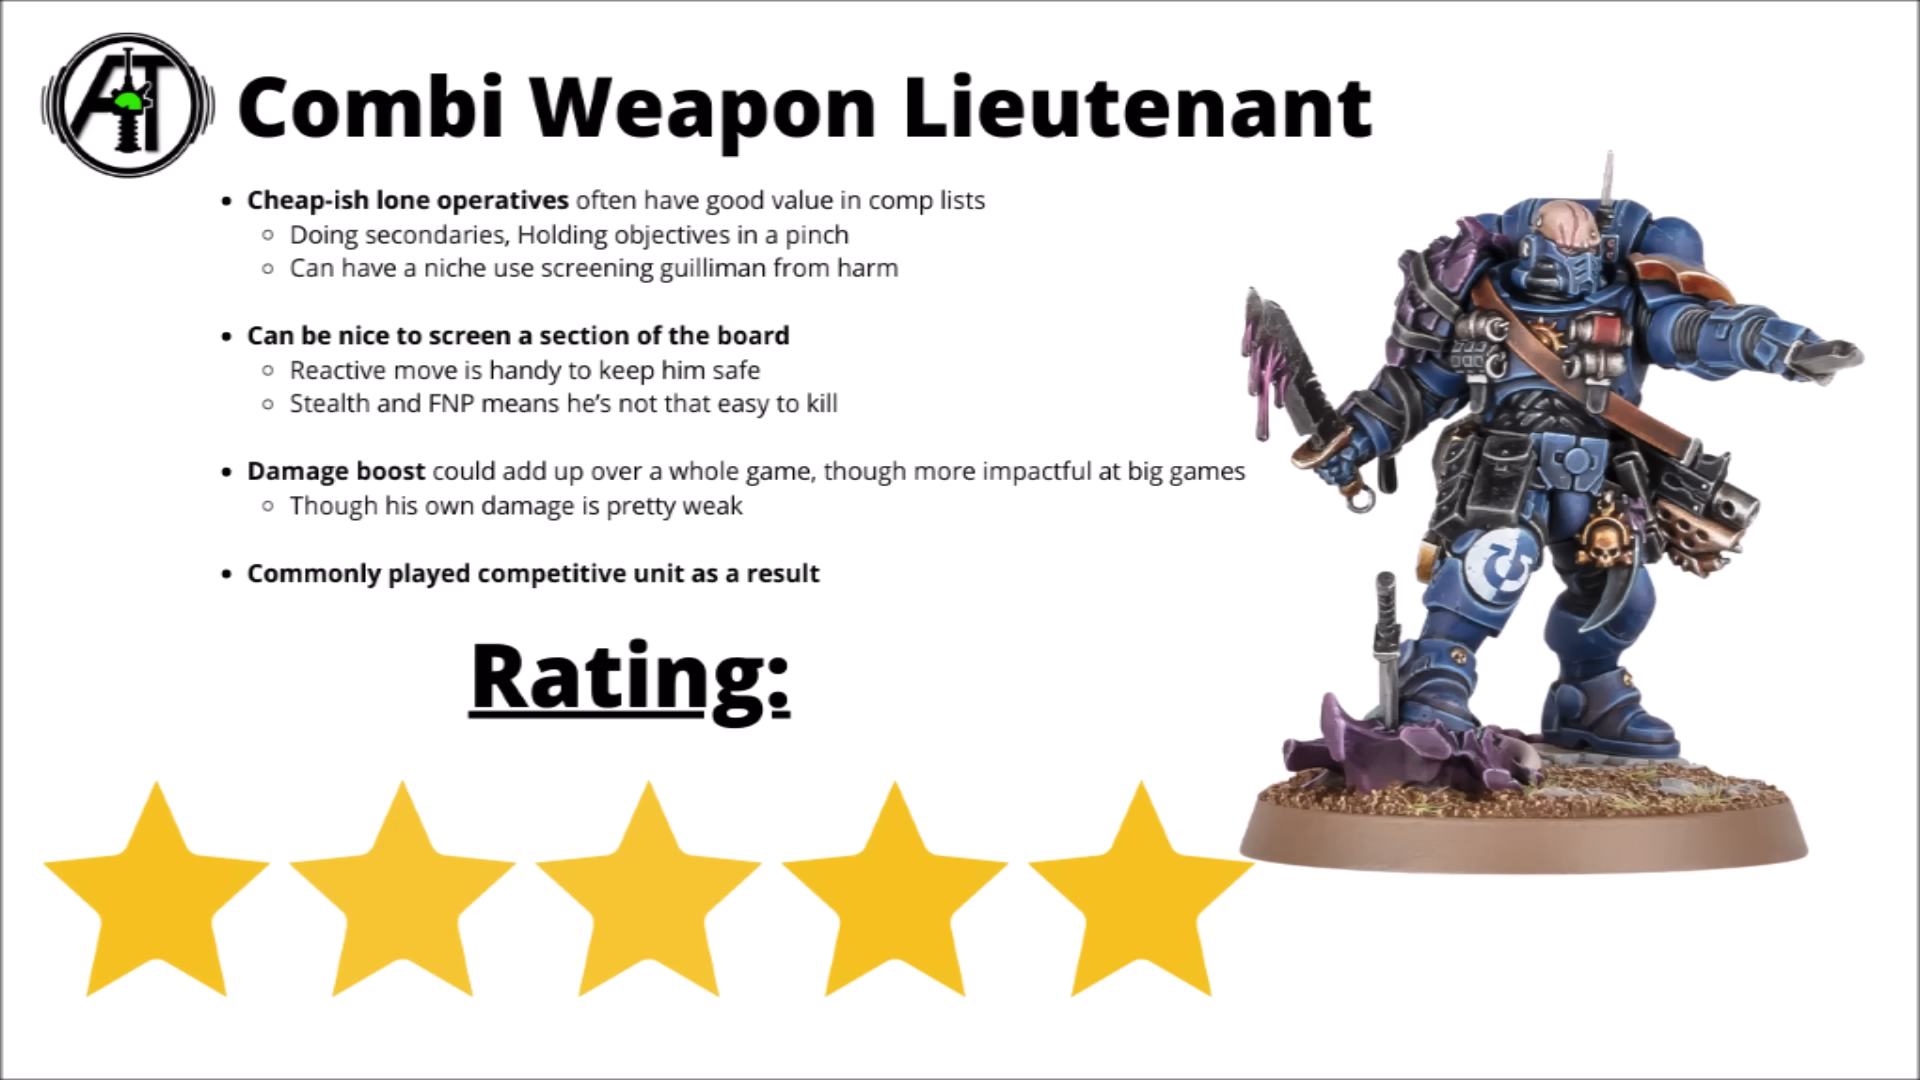 AT
Combi Weapon Lieutenant
Cheap-ish lone operatives often have good value in comp lists
Doing secondaries, Holding objectives in a pinch
Can have a niche use screening guilliman from harm
Can be nice to screen a section of the board
Reactive move is handy to keep him safe
Stealth and FNP means he's not that easy to kill
Damage boost could add up over a whole game, though more impactful at big games
Though his own damage is pretty weak
Commonly played competitive unit as a result
Rating: